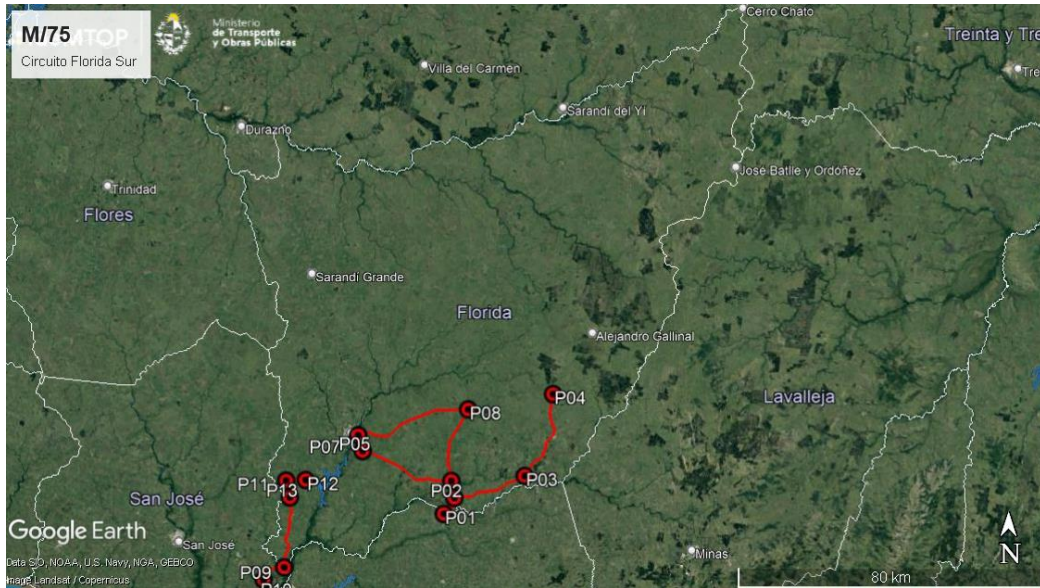 M/75
Circuito Florida Sur
MTOP
Ministerio
de Transporte
y Obras Públicas
Cerro Chato
Treinta y Tre
Tre
Villa del Carmen
Sarandi del Yí
Durazno
José Batlle y Ordóñez
Trinidad
Flores
Sarandí Grande
Florida
Alejandro Gallinal
Lavalleja
P04
P08
P07
P05
P03
P11
P12
P13
P02
P01
San José
San José
Minas
P09
Google Earth
Data SIO, NOAA, U.S. Navy, NGA, GEBCO
Image Landsat / Copernicus
80 km
N